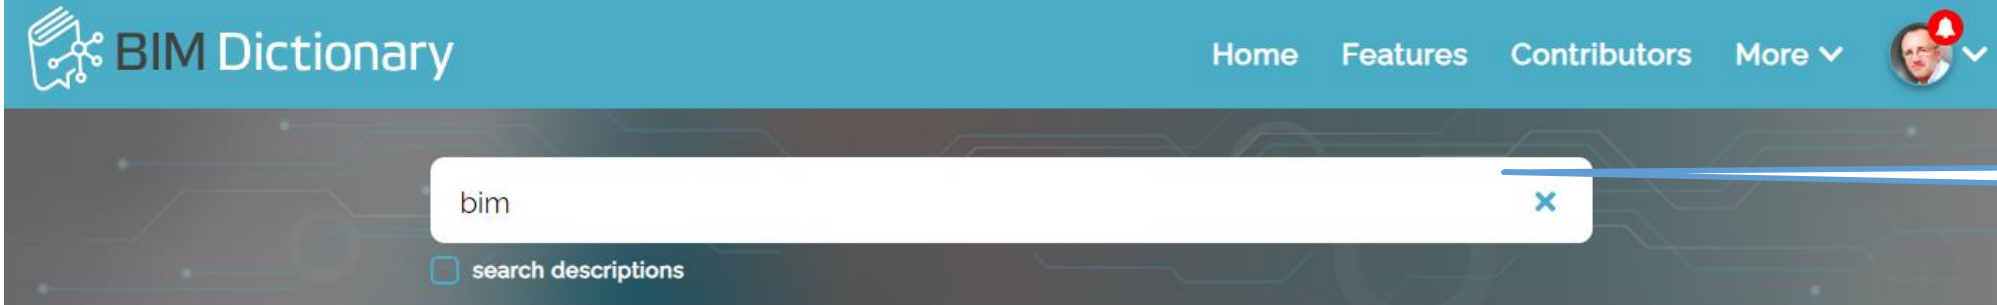 BIM Dictionary
Home Features Contributors More
bim
search descriptions